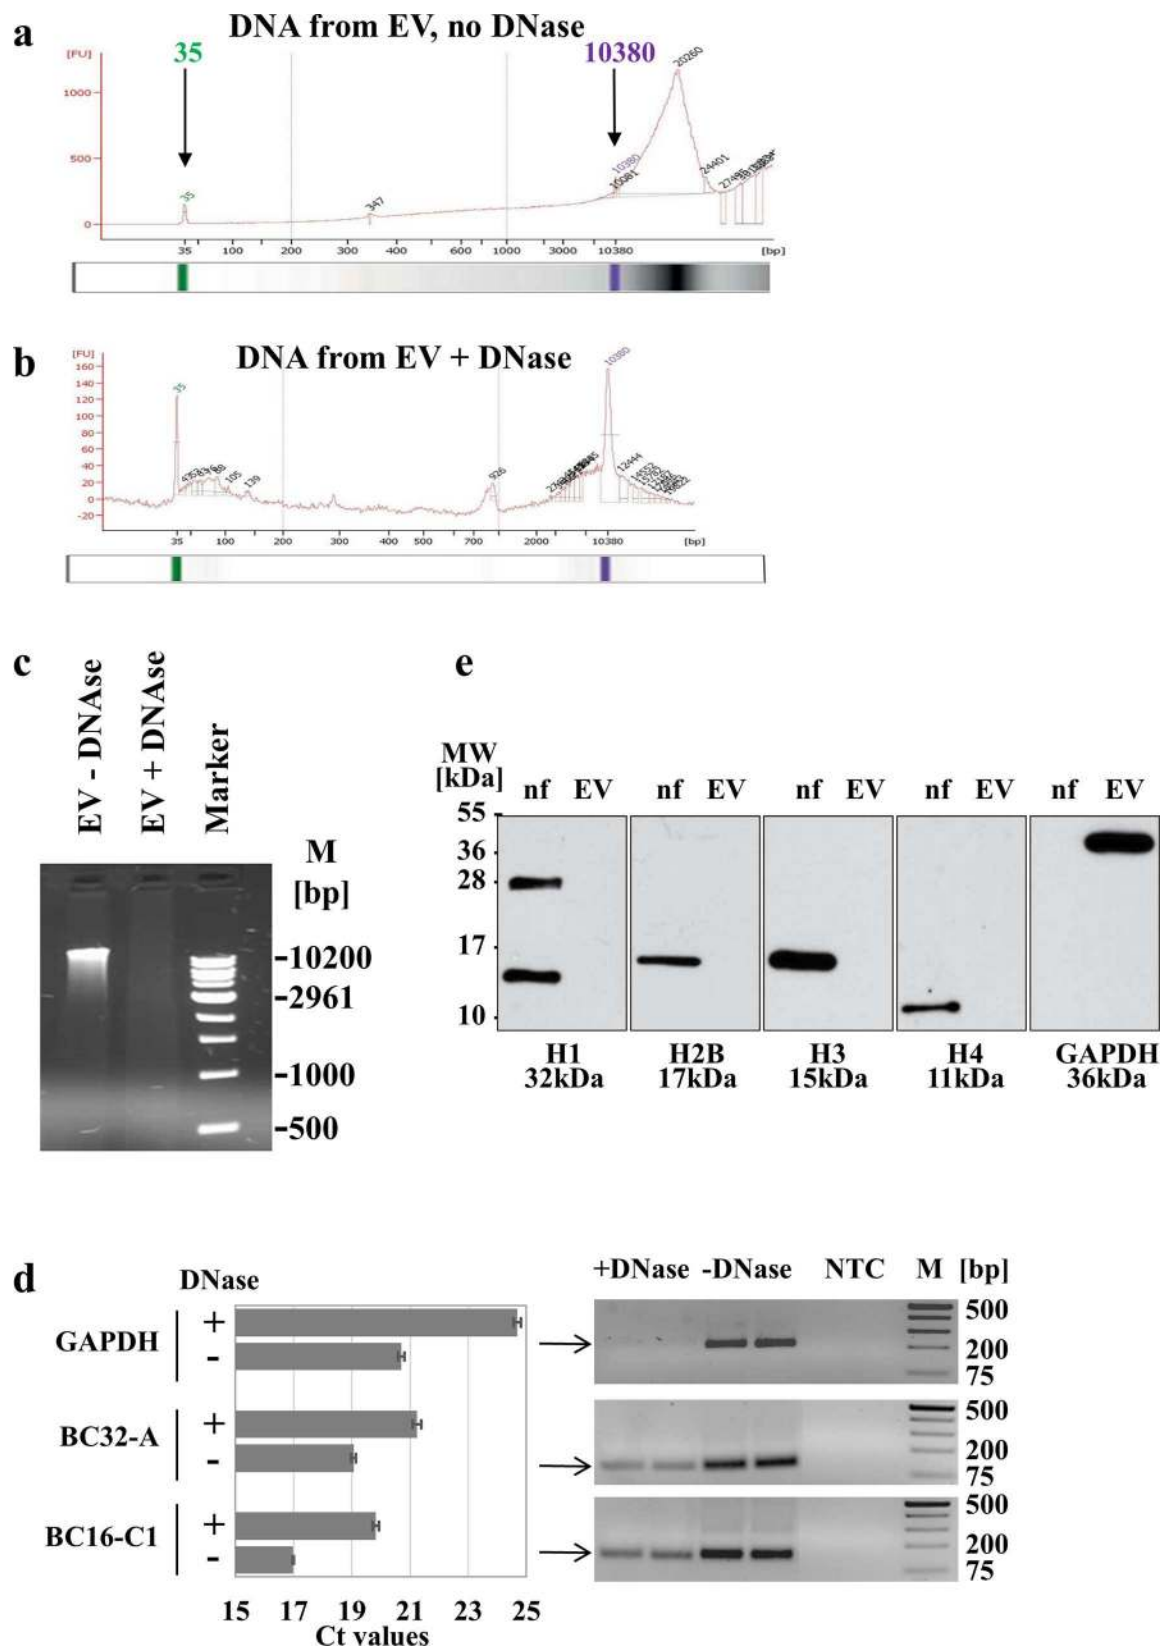 a
DNA from EV, no DNase
[FU]
35
10380
20260
1000
500
0
35
347
10081
10380
24401
35 100 200 300 400 600 1000 3000 10380 [bp]
b
DNA from EV + DNase
[FU]
160
140
120
100
80
60
40
20
0
-20
35
88
105
139
926
10380
12444
14552
35 100 200 300 400 500 700 2000 10380 [bp]
c
EV - DNAse
EV + DNAse
Marker
M
[bp]
-10200
-2961
-1000
-500
e
MW
[kDa]
nf EV nf EV nf EV nf EV nf EV
55
36
28
17
10
H1 H2B H3 H4 GAPDH
32kDa 17kDa 15kDa 11kDa 36kDa
d
DNase
GAPDH
+
-
BC32-A
+
-
BC16-C1
+
-
15 17 19 21 23 25
Ct values
+DNase -DNase NTC M [bp]
500
200
75
500
200
75
500
200
75